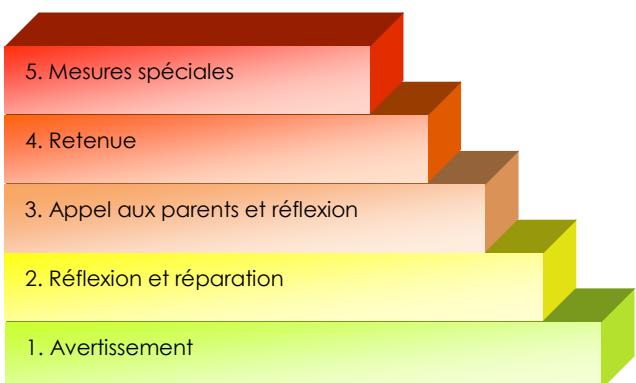 5. Mesures spéciales
4. Retenue
3. Appel aux parents et réflexion
2. Réflexion et réparation
1. Avertissement